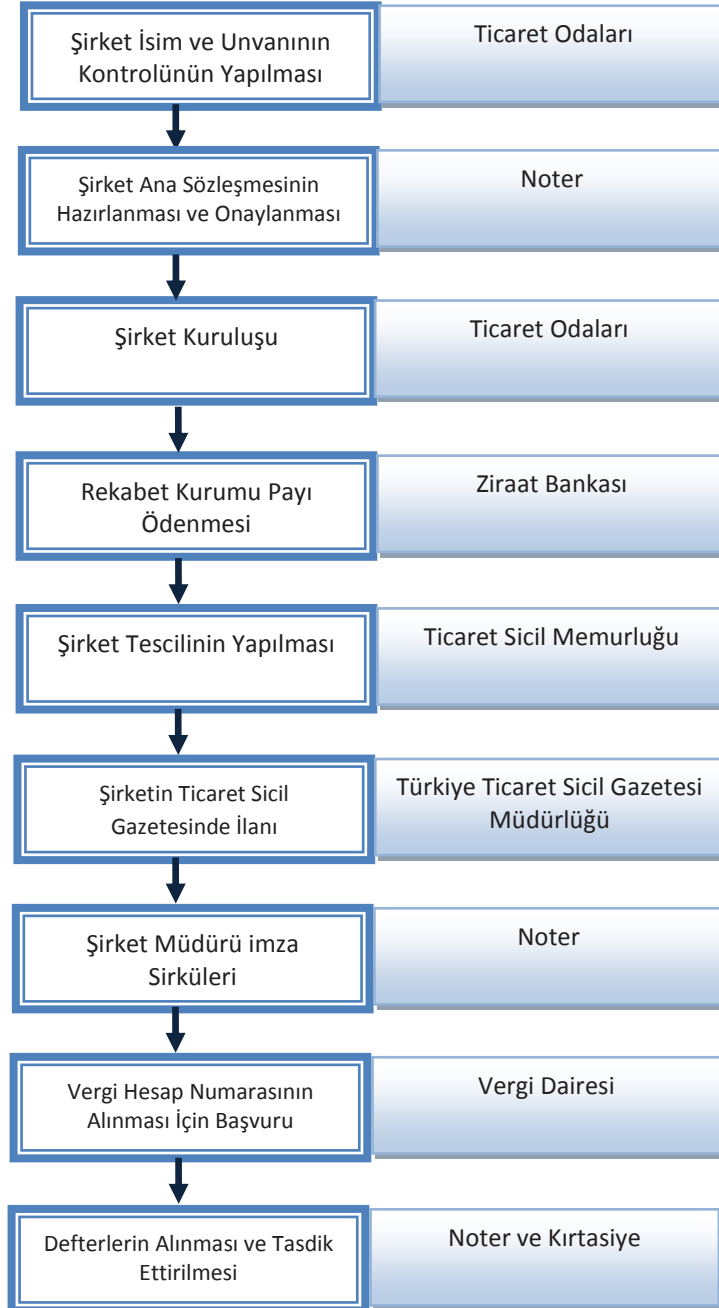 Şirket İsim ve Unvanının
Kontrolünün Yapılması
Ticaret Odaları
Şirket Ana Sözleşmesinin
Hazırlanması ve Onaylanması
Noter
Şirket Kuruluşu
Ticaret Odaları
Rekabet Kurumu Payı
Ödenmesi
Ziraat Bankası
Şirket Tescilinin Yapılması
Ticaret Sicil Memurluğu
Şirketin Ticaret Sicil
Gazetesinde İlanı
Türkiye Ticaret Sicil Gazetesi
Müdürlüğü
Şirket Müdürü imza
Sirküleri
Noter
Vergi Hesap Numarasının
Alınması İçin Başvuru
Vergi Dairesi
Defterlerin Alınması ve Tasdik
Ettirilmesi
Noter ve Kırtasiye